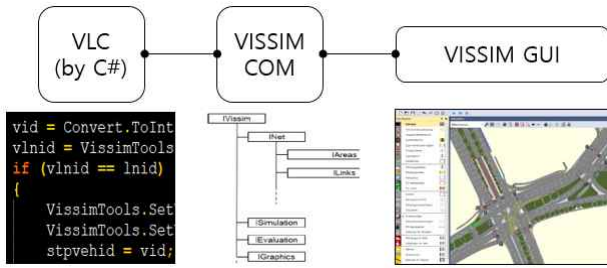 VLC
(by C#)
VISSIM
COM
VISSIM GUI
vid = Convert.ToInt
vlnid = VissimTools
if (vlnid == lnid)
{
VissimTools.Set
VissimTools.Set
stpvehid = vid;
IVissim
INet
IAreas
ILinks
ISimulation
IEvaluation
IGraphics